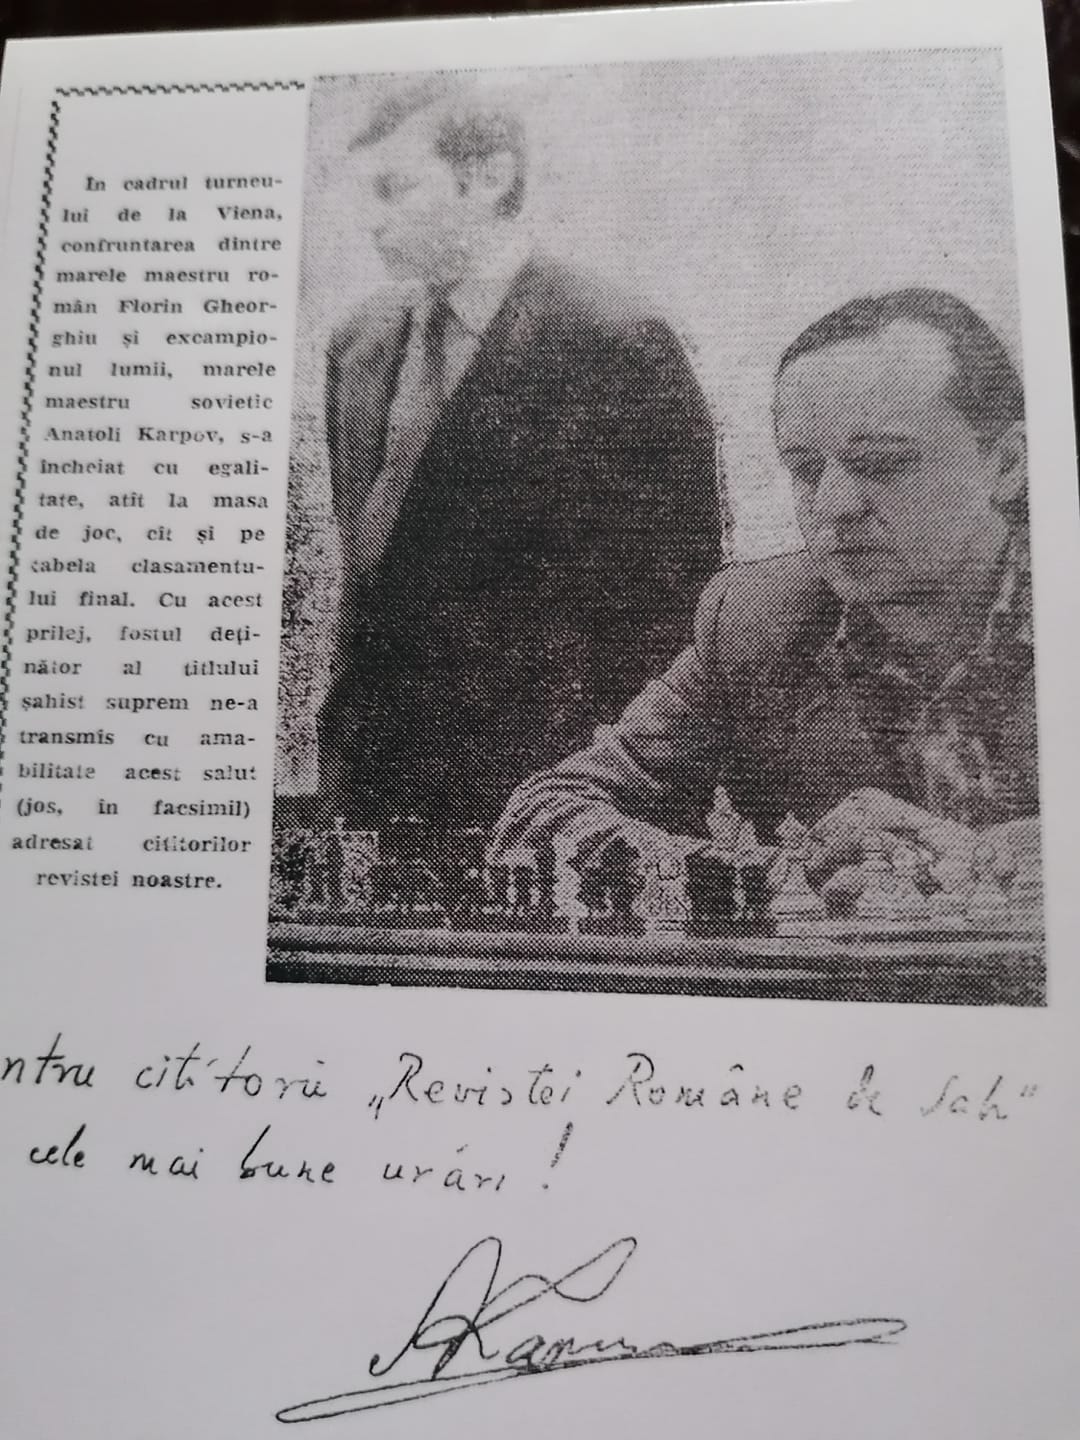 In cadrul turneu-
lui de la Viena,
confruntarea dintre
marele maestru ro-
mân Florin Gheor-
ghiu și excampio-
nul lumii, marele
maestru sovietic
Anatoli Karpov, s-a
încheiat cu egali-
tate, atît la masa
de joc, cît și pe
tabela clasamentu-
lui final. Cu acest
prilej, fostul deți-
nător al titlului
șahist suprem ne-a
transmis cu ama-
bilitate acest salut
(jos, în facsimil)
adresat cititorilor
revistei noastre.
ntru cititorii „Revistei Române de Sah"
cele mai bune urări!
AKarpov